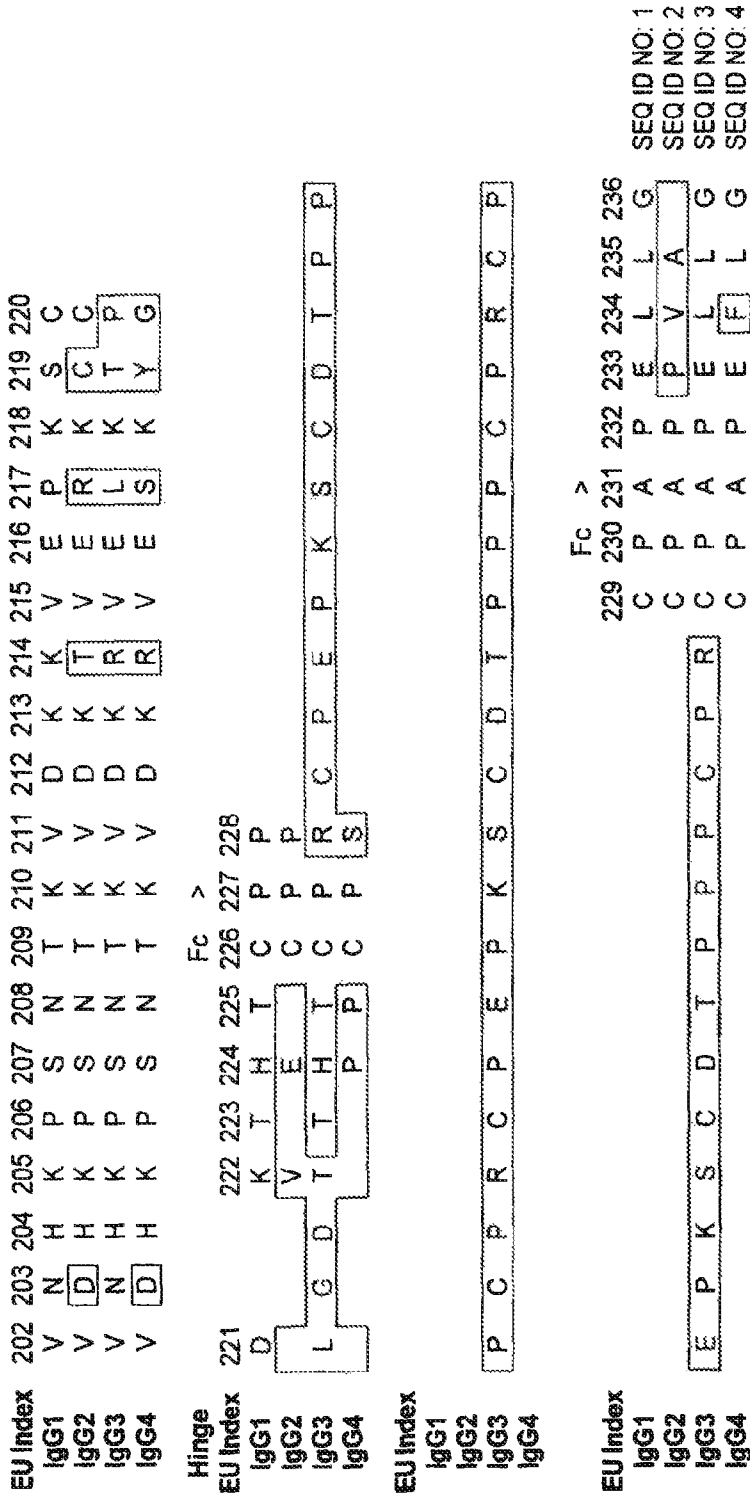 EU Index 202 203 204 205 206 207 208 209 210 211 212 213 214 215 216 217 218 219 220
IgG1 V N H K P S N T K V D K K V E P K S C
IgG2 V D H K P S N T K V D K T V E R K C C
IgG3 V N H K P S N T K V D K R V E L K T P
IgG4 V D H K P S N T K V D K R V E S K Y G
Hinge Fc >
EU Index 221 222 223 224 225 226 227 228
IgG1 D K T H T C P P
IgG2 V E C P P
IgG3 L G D T T H T C P R C P E P K S C D T P P
IgG4 P P C P S
EU Index
IgG1
IgG2
IgG3 P C P R C P E P K S C D T P P P C P R C P
IgG4
Fc >
EU Index 229 230 231 232 233 234 235 236
IgG1 C P A P E L L G SEQ ID NO: 1
IgG2 C P A P P V A SEQ ID NO: 2
IgG3 E P K S C D T P P P C P R C P A P E L L G SEQ ID NO: 3
IgG4 C P A P E F L G SEQ ID NO: 4